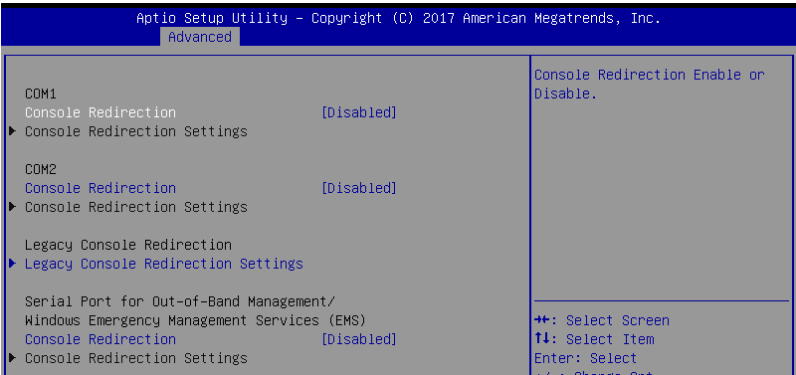 Aptio Setup Utility – Copyright (C) 2017 American Megatrends, Inc.
Advanced
COM1
Console Redirection [Disabled]
Console Redirection Settings
COM2
Console Redirection [Disabled]
Console Redirection Settings
Legacy Console Redirection
Legacy Console Redirection Settings
Serial Port for Out-of-Band Management/
Windows Emergency Management Services (EMS)
Console Redirection [Disabled]
Console Redirection Settings
Console Redirection Enable or
Disable.
→←: Select Screen
↑↓: Select Item
Enter: Select
+/-: Change Opt.